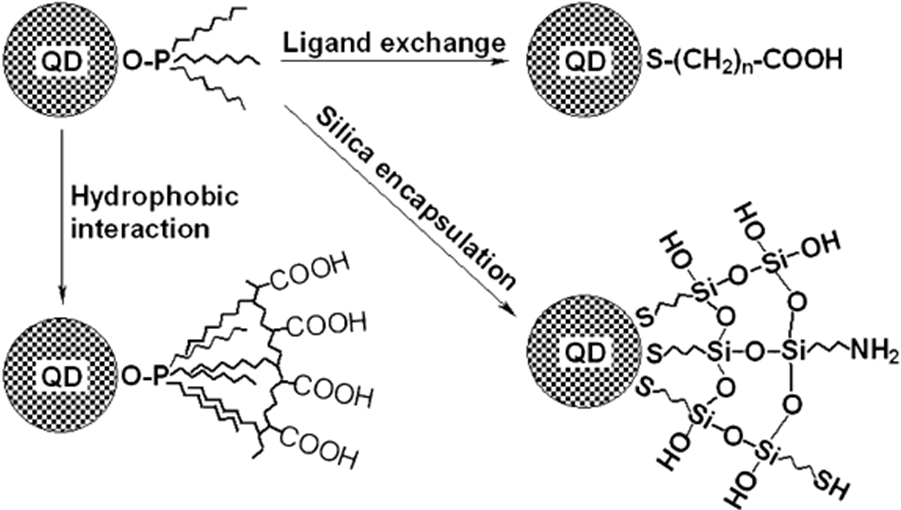 QD O-P
Ligand exchange
QD S-(CH₂)ₙ-COOH
Silica encapsulation
Hydrophobic
interaction
QD O-P
COOH
COOH
COOH
COOH
QD
HO
HO
Si O Si OH
S
O
O
S Si O Si NH₂
S
O
O
Si O Si
HO
HO
SH